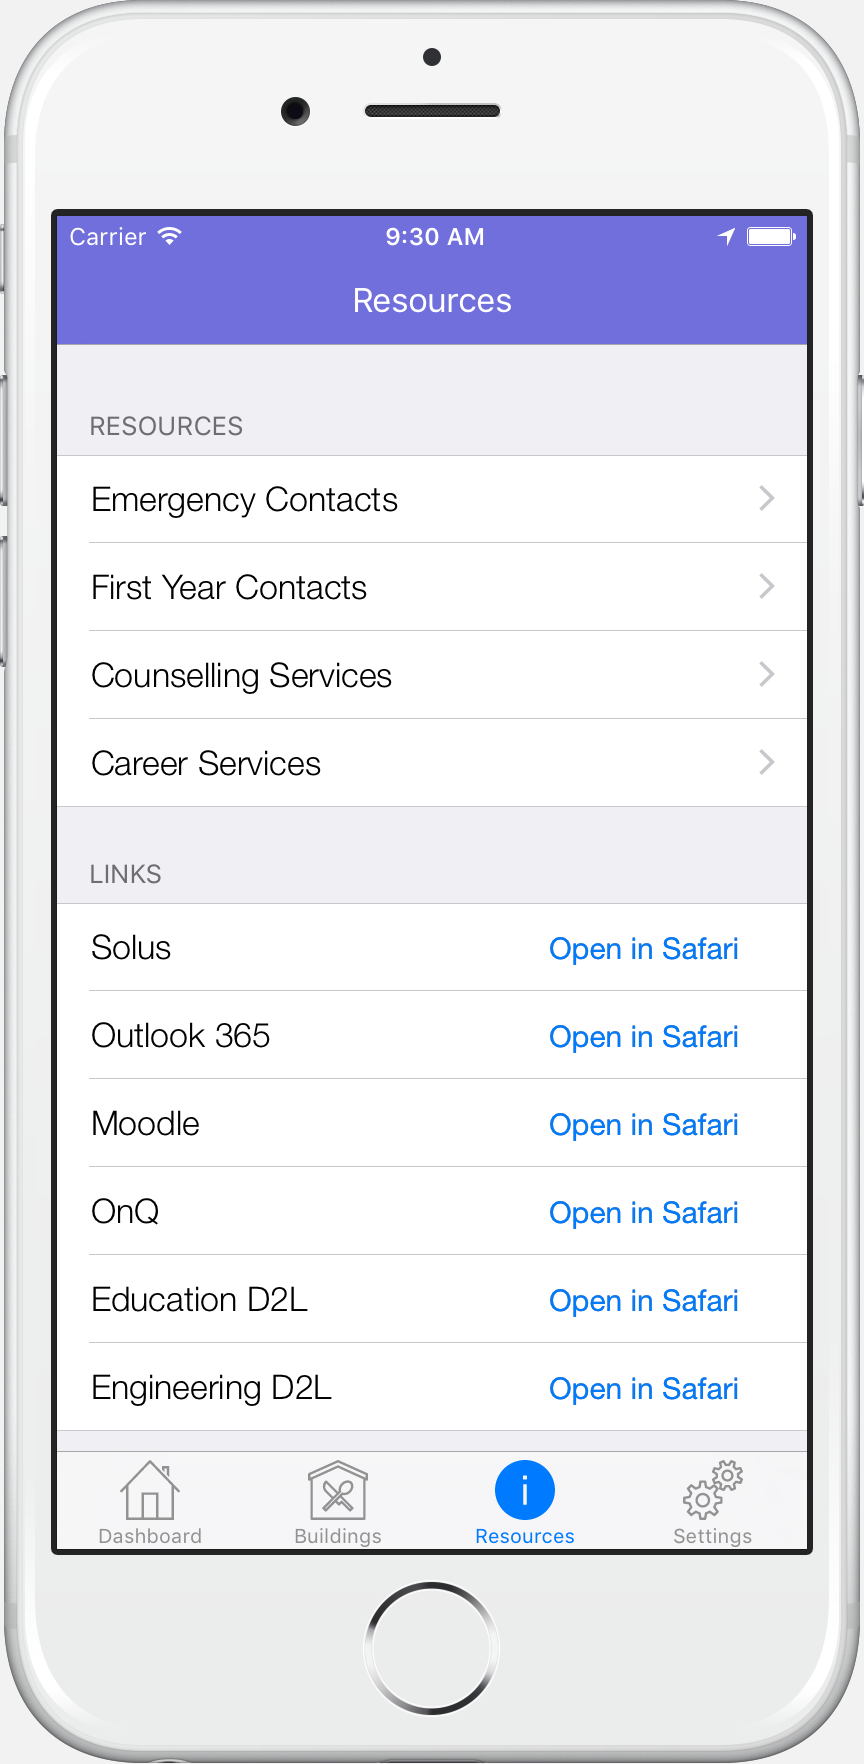 Carrier 9:30 AM
Resources
RESOURCES
Emergency Contacts
First Year Contacts
Counselling Services
Career Services
LINKS
Solus Open in Safari
Outlook 365 Open in Safari
Moodle Open in Safari
OnQ Open in Safari
Education D2L Open in Safari
Engineering D2L Open in Safari
i
Dashboard Buildings Resources Settings